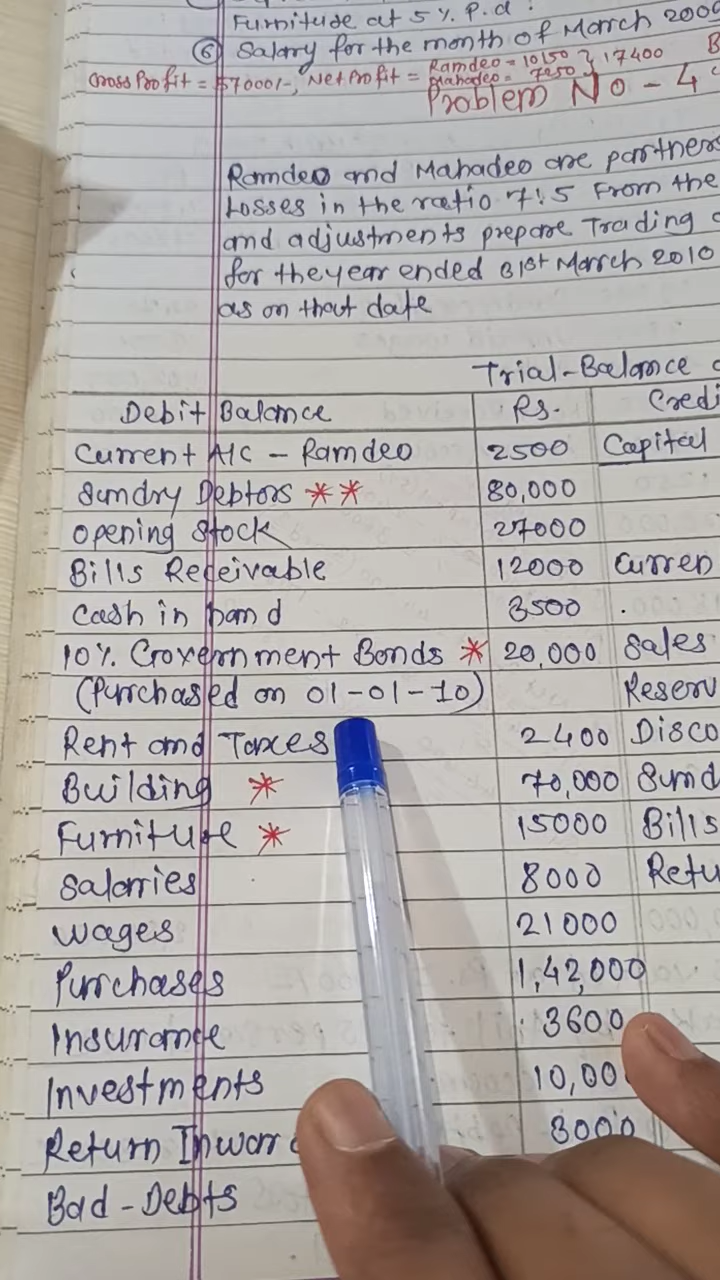 Furniture at 5% P.a.
⑥ Salary for the month of March
Gross Profit = 57000/-, Net Profit = Ramdeo = 10150 } 17400
Mahadeo = 7250
Problem No - 4
Ramdeo and Mahadeo are partners
Losses in the ratio 7:5 From the
and adjustments prepare Trading
for the year ended 31st March 2010
as on that date
Trial-Balance
Debit Balance Rs. Credi
Current A/C - Ramdeo 2500 Capital
Sundry Debtors ** 80,000
Opening Stock 27000
Bills Receivable 12000 Curren
Cash in hand 3500 .
10% Government Bonds * 20,000 Sales
(Purchased on 01-01-10) Reserv
Rent and Taxes 2400 Disco
Building * 70,000 Sund
Furniture * 15000 Bills
Salaries 8000 Retu
Wages 21000
Purchases 1,42,000
Insurance 3600
Investments 10,00
Return Inwar 3000
Bad-Debts